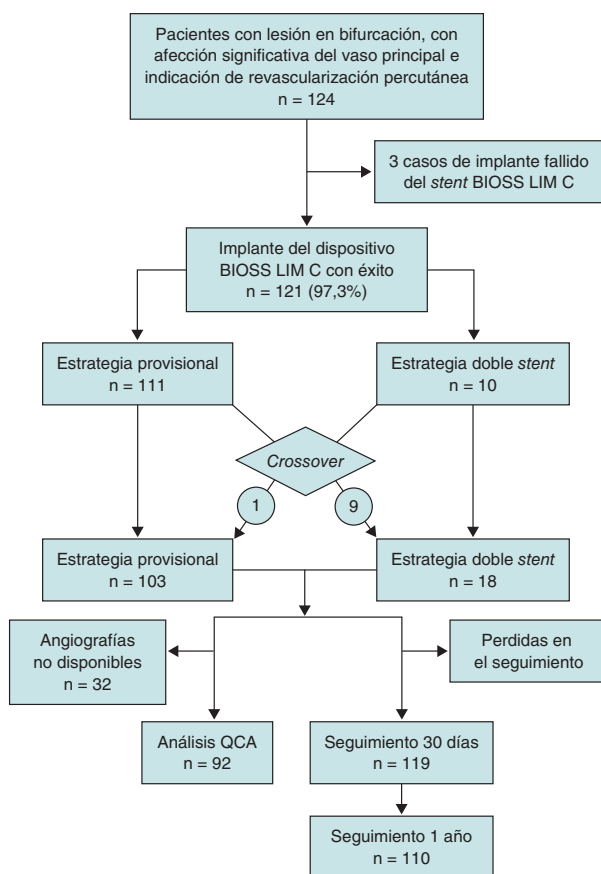 Pacientes con lesión en bifurcación, con
afección significativa del vaso principal e
indicación de revascularización percutánea
n = 124
3 casos de implante fallido
del stent BIOSS LIM C
Implante del dispositivo
BIOSS LIM C con éxito
n = 121 (97,3%)
Estrategia provisional
n = 111
Estrategia doble stent
n = 10
Crossover
1
9
Estrategia provisional
n = 103
Estrategia doble stent
n = 18
Angiografías
no disponibles
n = 32
Perdidas en
el seguimiento
Análisis QCA
n = 92
Seguimiento 30 días
n = 119
Seguimiento 1 año
n = 110